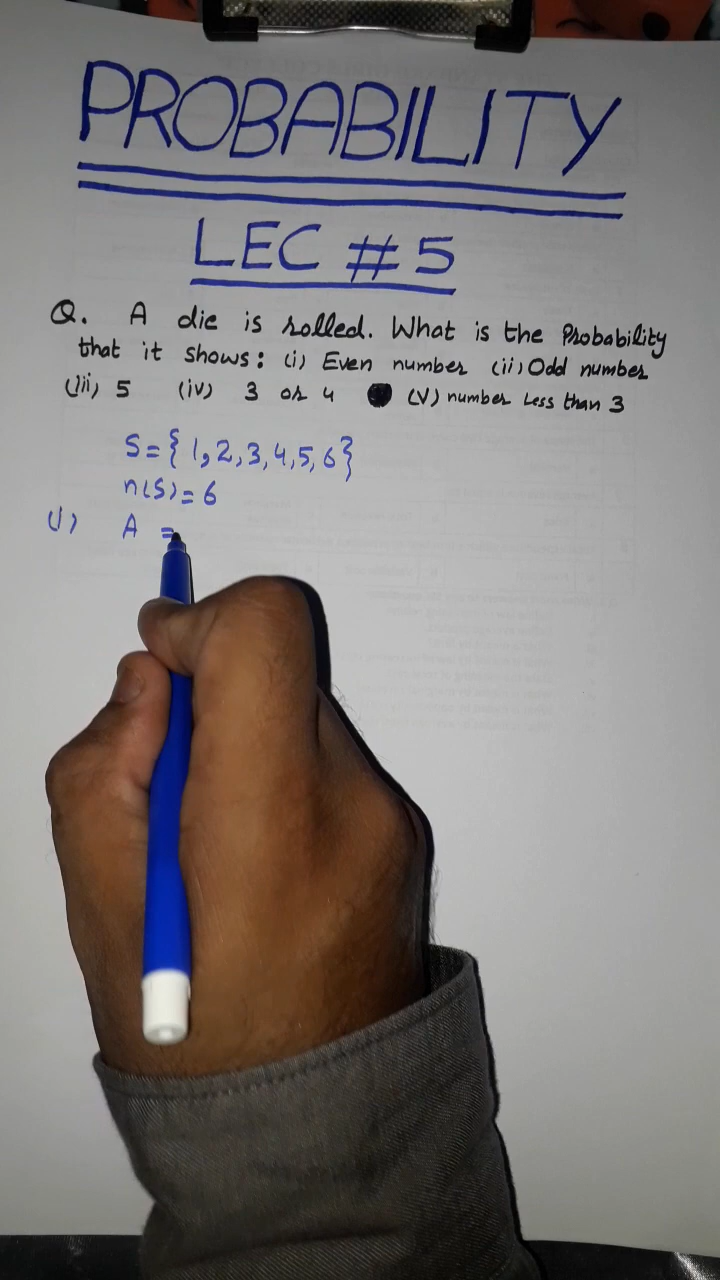 PROBABILITY
LEC # 5
Q. A die is rolled. What is the Probability
that it shows: (i) Even number (ii) Odd number
(iii) 5 (iv) 3 or 4 (V) number Less than 3
S = { 1, 2, 3, 4, 5, 6 }
n(S) = 6
(i) A =